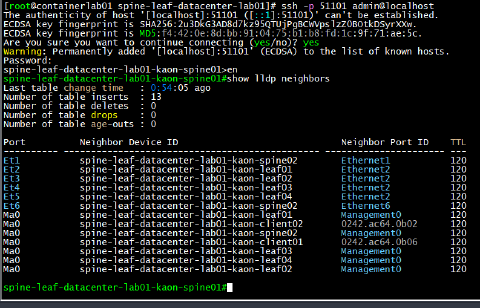 [root@containerlab01 spine-leaf-datacenter-lab01]# ssh -p 51101 admin@localhost
The authenticity of host '[localhost]:51101 ([::1]:51101)' can't be established.
ECDSA key fingerprint is
ECDSA key fingerprint is MD5:f4:42:0e:8d:bb:91:04:75:b1:b8:fd:1c:9f:71:ae:5c.
Are you sure you want to continue connecting (yes/no)? yes
Warning: Permanently added '[localhost]:51101' (ECDSA) to the list of known hosts.
Password:
spine-leaf-datacenter-lab01-kaon-spine01>en
spine-leaf-datacenter-lab01-kaon-spine01#show lldp neighbors
Last table change time : 0:54:05 ago
Number of table inserts : 13
Number of table deletes : 0
Number of table drops : 0
Number of table age-outs : 0
Port Neighbor Device ID Neighbor Port ID TTL
Et1 spine-leaf-datacenter-lab01-kaon-spine02 Ethernet1 120
Et2 spine-leaf-datacenter-lab01-kaon-leaf01 Ethernet1 120
Et3 spine-leaf-datacenter-lab01-kaon-leaf02 Ethernet1 120
Et4 spine-leaf-datacenter-lab01-kaon-leaf03 Ethernet1 120
Et5 spine-leaf-datacenter-lab01-kaon-leaf04 Ethernet1 120
Et6 spine-leaf-datacenter-lab01-kaon-spine02 Ethernet6 120
Ma0 spine-leaf-datacenter-lab01-kaon-leaf01 Management0 120
Ma0 spine-leaf-datacenter-lab01-kaon-client02 0242.ac64.0b02 120
Ma0 spine-leaf-datacenter-lab01-kaon-spine02 Management0 120
Ma0 spine-leaf-datacenter-lab01-kaon-client01 0242.ac64.0b06 120
Ma0 spine-leaf-datacenter-lab01-kaon-leaf03 Management0 120
Ma0 spine-leaf-datacenter-lab01-kaon-leaf04 Management0 120
Ma0 spine-leaf-datacenter-lab01-kaon-leaf02 Management0 120
spine-leaf-datacenter-lab01-kaon-spine01#